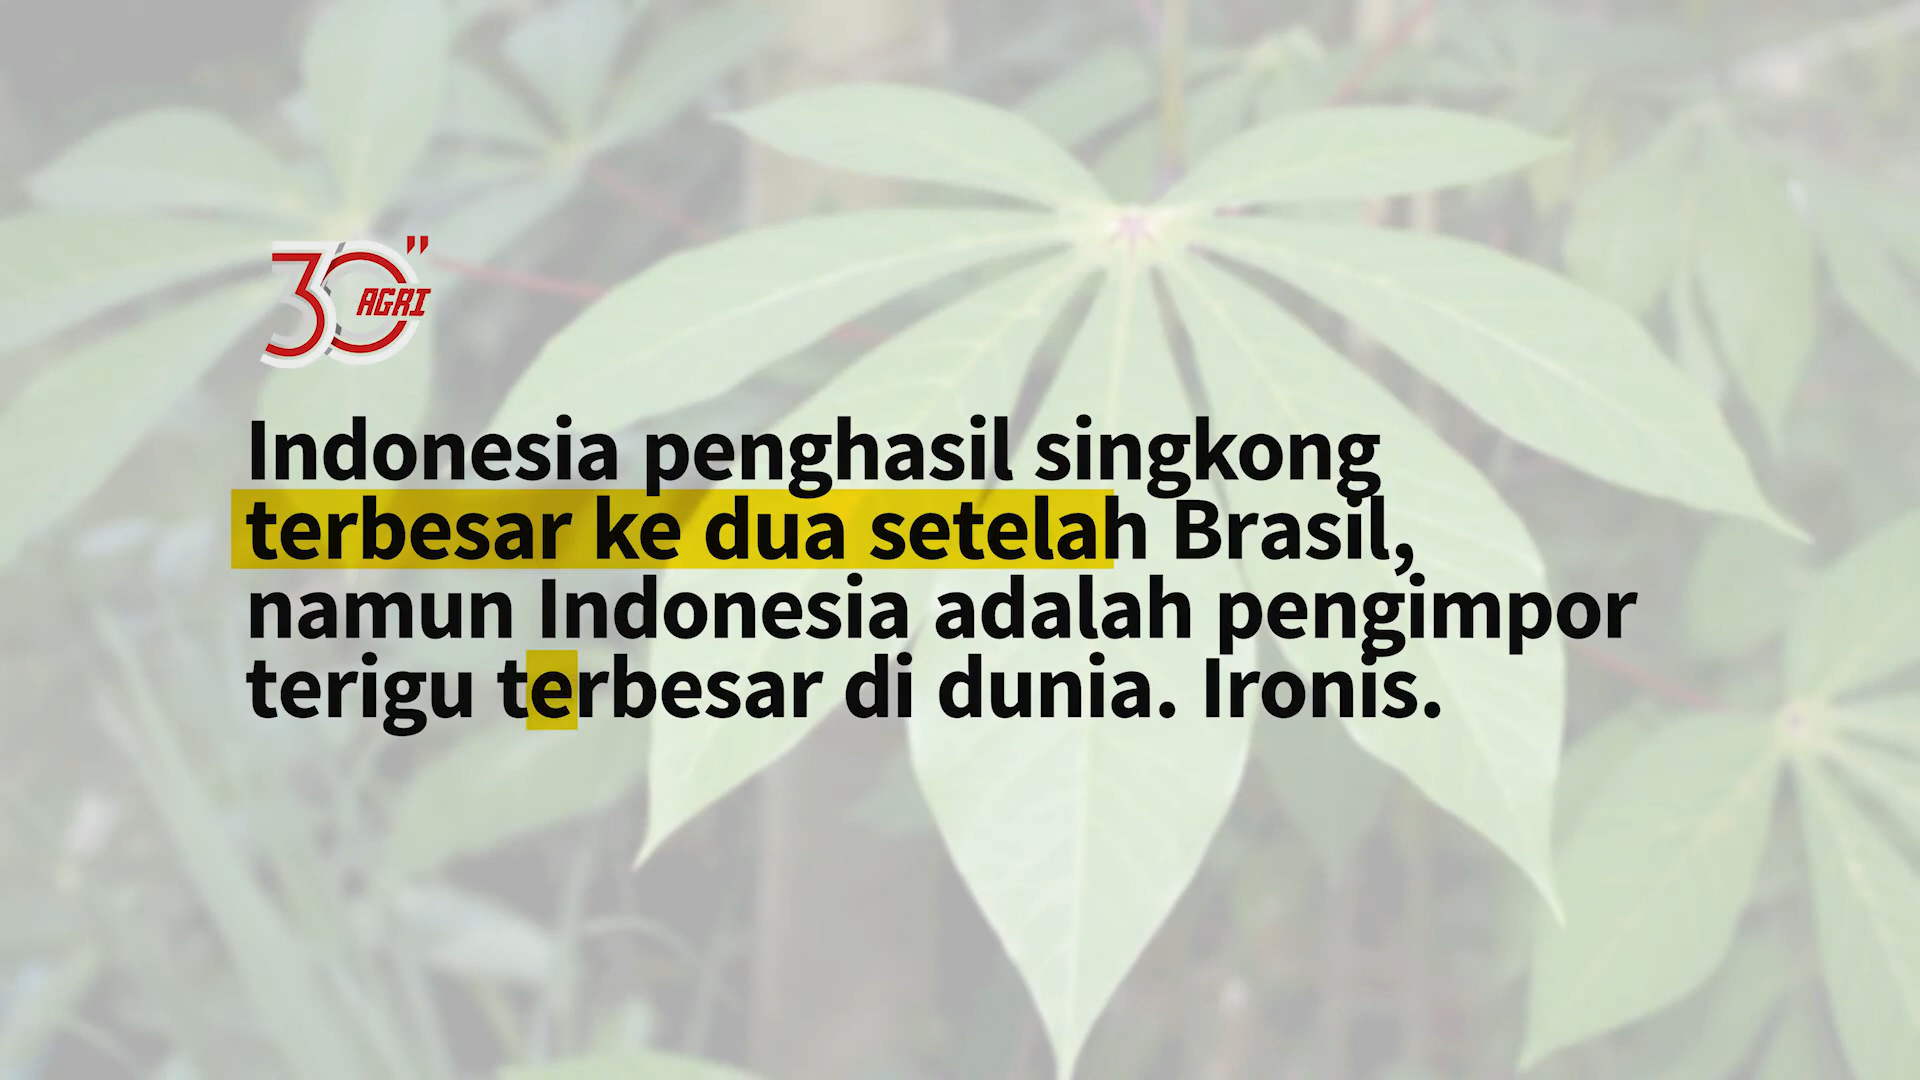 30" AGRI
Indonesia penghasil singkong
terbesar ke dua setelah Brasil,
namun Indonesia adalah pengimpor
terigu terbesar di dunia. Ironis.